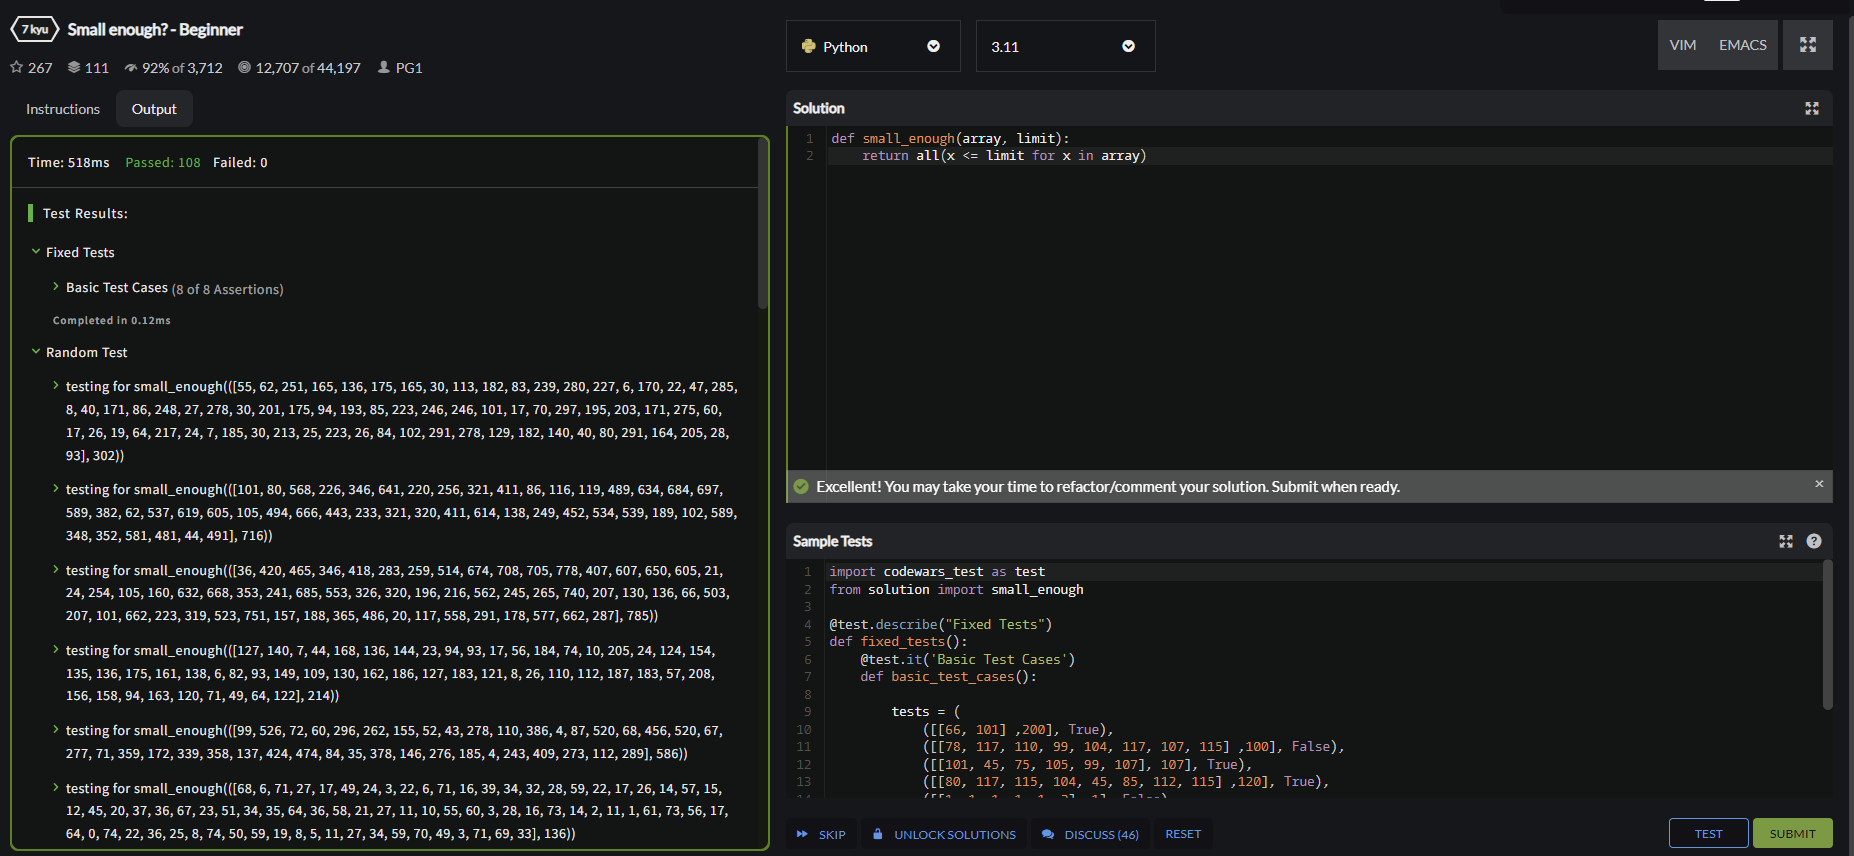 7 kyu Small enough? - Beginner
267 111 92% of 3,712 12,707 of 44,197 PG1
Instructions Output
Time: 518ms Passed: 108 Failed: 0
Test Results:
Fixed Tests
Basic Test Cases (8 of 8 Assertions)
Completed in 0.12ms
Random Test
testing for small_enough(([55, 62, 251, 165, 136, 175, 165, 30, 113, 182, 83, 239, 280, 227, 6, 170, 22, 47, 285,
8, 40, 171, 86, 248, 27, 278, 30, 201, 175, 94, 193, 85, 223, 246, 246, 101, 17, 70, 297, 195, 203, 171, 275, 60,
17, 26, 19, 64, 217, 24, 7, 185, 30, 213, 25, 223, 26, 84, 102, 291, 278, 129, 182, 140, 40, 80, 291, 164, 205, 28,
93], 302))
testing for small_enough(([101, 80, 568, 226, 346, 641, 220, 256, 321, 411, 86, 116, 119, 489, 634, 684, 697,
589, 382, 62, 537, 619, 605, 105, 494, 666, 443, 233, 321, 320, 411, 614, 138, 249, 452, 534, 539, 189, 102, 589,
348, 352, 581, 481, 44, 491], 716))
testing for small_enough(([36, 420, 465, 346, 418, 283, 259, 514, 674, 708, 705, 778, 407, 607, 650, 605, 21,
24, 254, 105, 160, 632, 668, 353, 241, 685, 553, 326, 320, 196, 216, 562, 245, 265, 740, 207, 130, 136, 66, 503,
207, 101, 662, 223, 319, 523, 751, 157, 188, 365, 486, 20, 117, 558, 291, 178, 577, 662, 287], 785))
testing for small_enough(([127, 140, 7, 44, 168, 136, 144, 23, 94, 93, 17, 56, 184, 74, 10, 205, 24, 124, 154,
135, 136, 175, 161, 138, 6, 82, 93, 149, 109, 130, 162, 186, 127, 183, 121, 8, 26, 110, 112, 187, 183, 57, 208,
156, 158, 94, 163, 120, 71, 49, 64, 122], 214))
testing for small_enough(([99, 526, 72, 60, 296, 262, 155, 52, 43, 278, 110, 386, 4, 87, 520, 68, 456, 520, 67,
277, 71, 359, 172, 339, 358, 137, 424, 474, 84, 35, 378, 146, 276, 185, 4, 243, 409, 273, 112, 289], 586))
testing for small_enough(([68, 6, 71, 27, 17, 49, 24, 3, 22, 6, 71, 16, 39, 34, 32, 28, 59, 22, 17, 26, 14, 57, 15,
12, 45, 20, 37, 36, 67, 23, 51, 34, 35, 64, 36, 58, 21, 27, 11, 10, 55, 60, 3, 28, 16, 73, 14, 2, 11, 1, 61, 73, 56, 17,
64, 0, 74, 22, 36, 25, 8, 74, 50, 59, 19, 8, 5, 11, 27, 34, 59, 70, 49, 3, 71, 69, 33], 136))
Python 3.11 VIM EMACS
Solution
1 def small_enough(array, limit):
2 return all(x <= limit for x in array)
Excellent! You may take your time to refactor/comment your solution. Submit when ready. ×
Sample Tests ?
1 import codewars_test as test
2 from solution import small_enough
3
4 @test.describe("Fixed Tests")
5 def fixed_tests():
6 @test.it('Basic Test Cases')
7 def basic_test_cases():
8
9 tests = (
10 ([[66, 101] ,200], True),
11 ([[78, 117, 110, 99, 104, 117, 107, 115] ,100], False),
12 ([[101, 45, 75, 105, 99, 107], 107], True),
13 ([[80, 117, 115, 104, 45, 85, 112, 115] ,120], True),
SKIP UNLOCK SOLUTIONS DISCUSS (46) RESET TEST SUBMIT